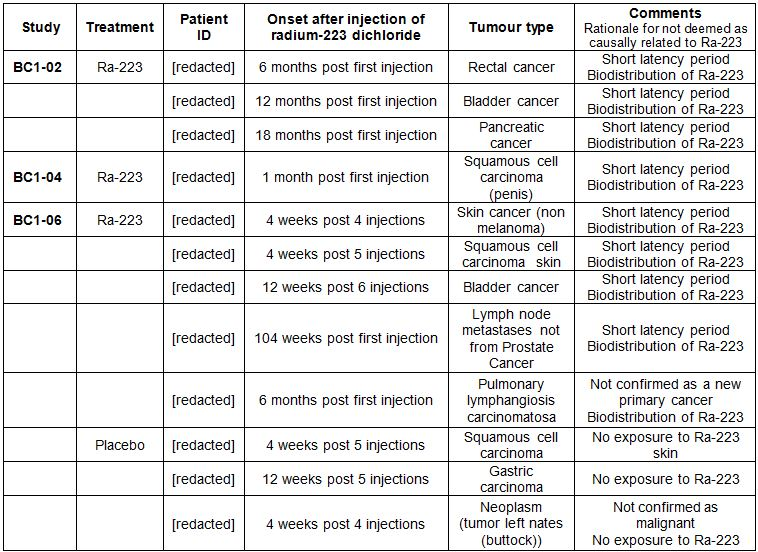 Study Treatment Patient ID Onset after injection of radium-223 dichloride Tumour type Comments
Rationale for not deemed as causally related to Ra-223
BC1-02 Ra-223 [redacted] 6 months post first injection Rectal cancer Short latency period
Biodistribution of Ra-223
[redacted] 12 months post first injection Bladder cancer Short latency period
Biodistribution of Ra-223
[redacted] 18 months post first injection Pancreatic cancer Short latency period
Biodistribution of Ra-223
BC1-04 Ra-223 [redacted] 1 month post first injection Squamous cell carcinoma (penis) Short latency period
Biodistribution of Ra-223
BC1-06 Ra-223 [redacted] 4 weeks post 4 injections Skin cancer (non melanoma) Short latency period
Biodistribution of Ra-223
[redacted] 4 weeks post 5 injections Squamous cell carcinoma skin Short latency period
Biodistribution of Ra-223
[redacted] 12 weeks post 6 injections Bladder cancer Short latency period
Biodistribution of Ra-223
[redacted] 104 weeks post first injection Lymph node metastases not from Prostate Cancer Short latency period
Biodistribution of Ra-223
[redacted] 6 months post first injection Pulmonary lymphangiosis carcinomatosa Not confirmed as a new primary cancer
Biodistribution of Ra-223
Placebo [redacted] 4 weeks post 5 injections Squamous cell carcinoma No exposure to Ra-223 skin
[redacted] 12 weeks post 5 injections Gastric carcinoma No exposure to Ra-223
[redacted] 4 weeks post 4 injections Neoplasm (tumor left nates (buttock)) Not confirmed as malignant
No exposure to Ra-223